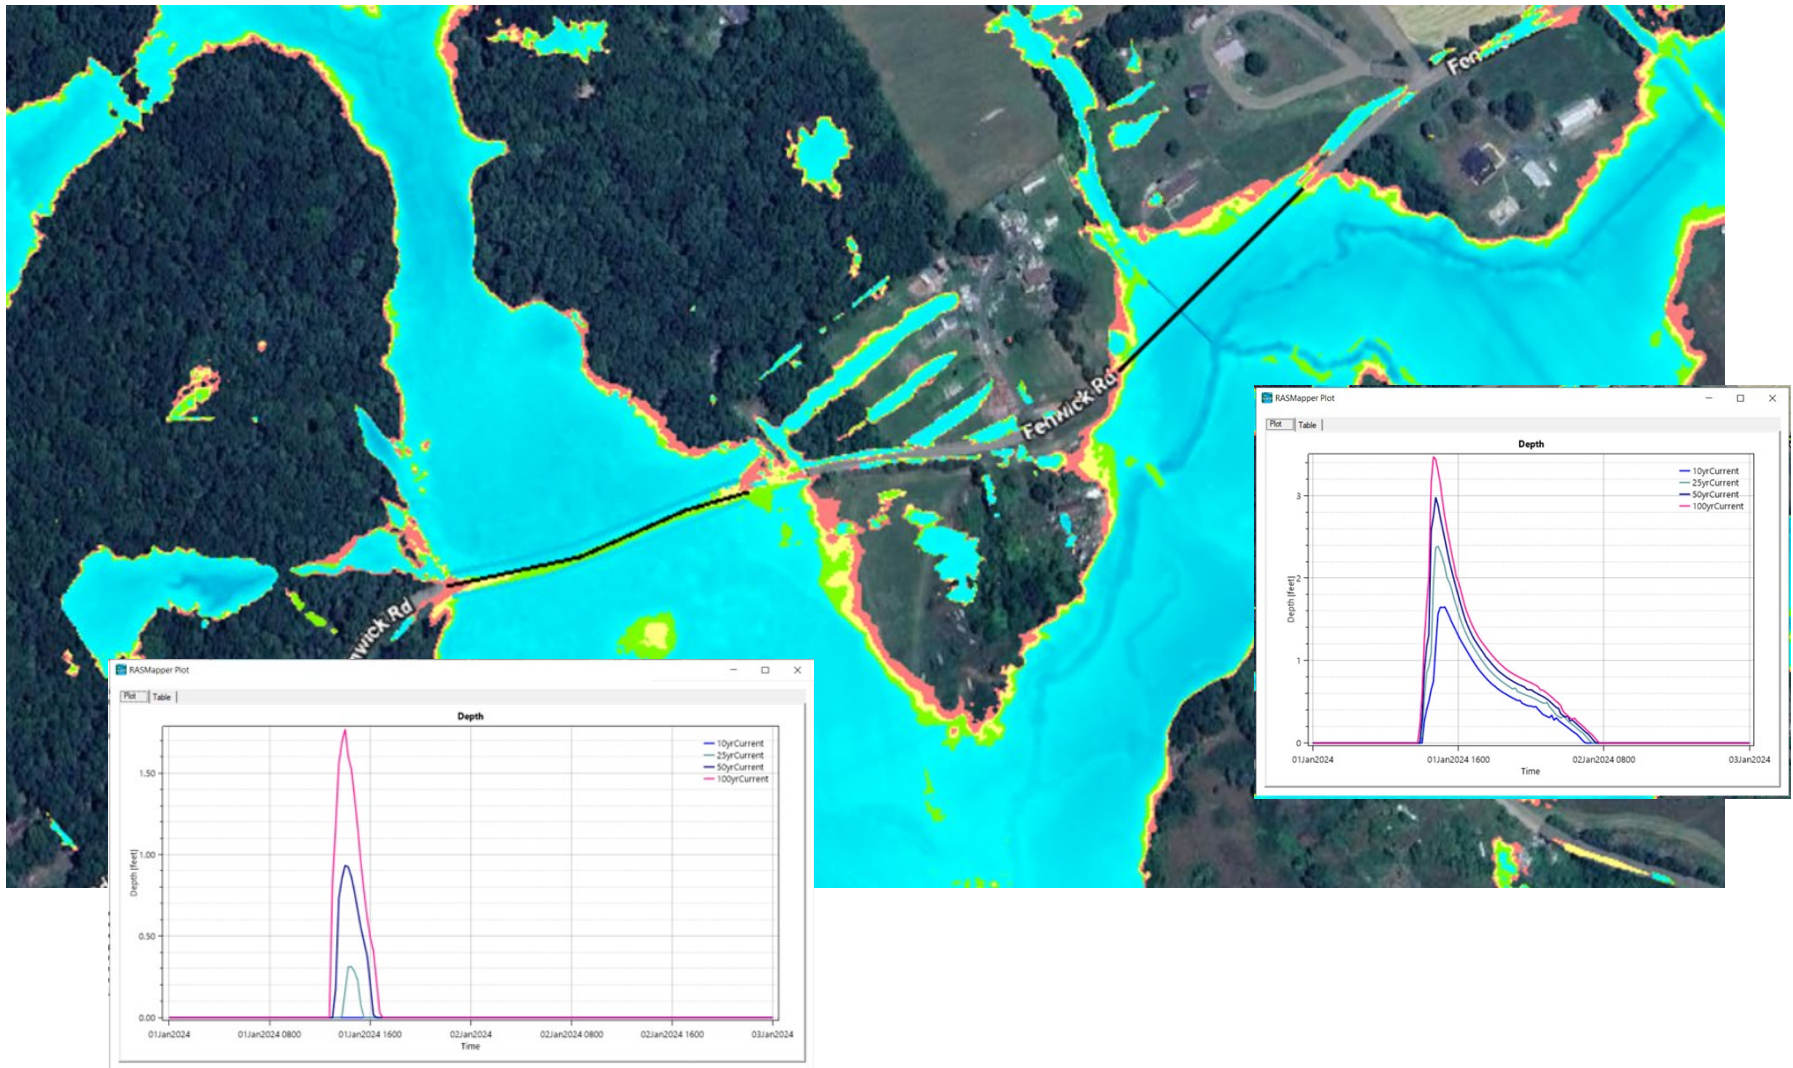 Fen
Fenwick Rd
nwick Rd
RASMapper Plot
Plot
Table
Depth
10yrCurrent
25yrCurrent
50yrCurrent
100yrCurrent
3
2
1
0
Depth [feet]
01Jan2024
01Jan2024 1600
02Jan2024 0800
03Jan2024
Time
RASMapper Plot
Plot
Table
Depth
10yrCurrent
25yrCurrent
50yrCurrent
100yrCurrent
1.50
1.00
0.50
0.00
Depth [feet]
01Jan2024
01Jan2024 0800
01Jan2024 1600
02Jan2024
02Jan2024 0800
02Jan2024 1600
03Jan2024
Time